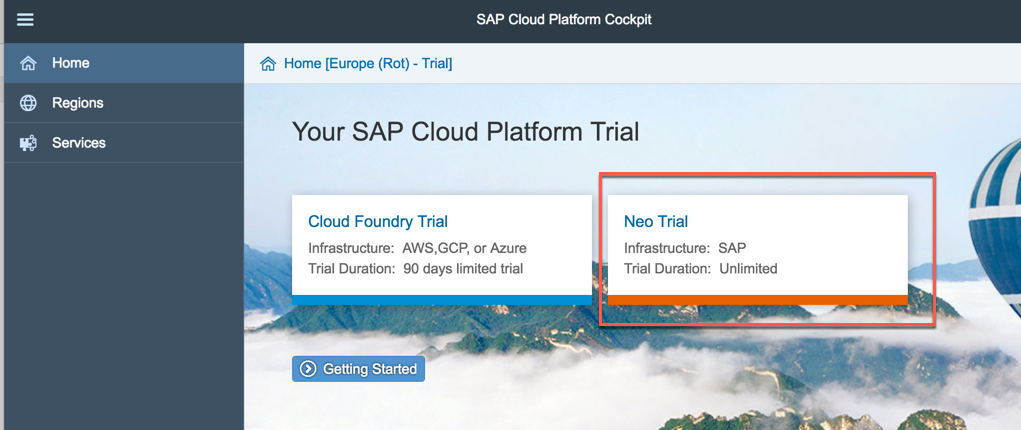 SAP Cloud Platform Cockpit
Home
Regions
Services
Home [Europe (Rot) - Trial]
Your SAP Cloud Platform Trial
Cloud Foundry Trial
Infrastructure: AWS,GCP, or Azure
Trial Duration: 90 days limited trial
Neo Trial
Infrastructure: SAP
Trial Duration: Unlimited
Getting Started